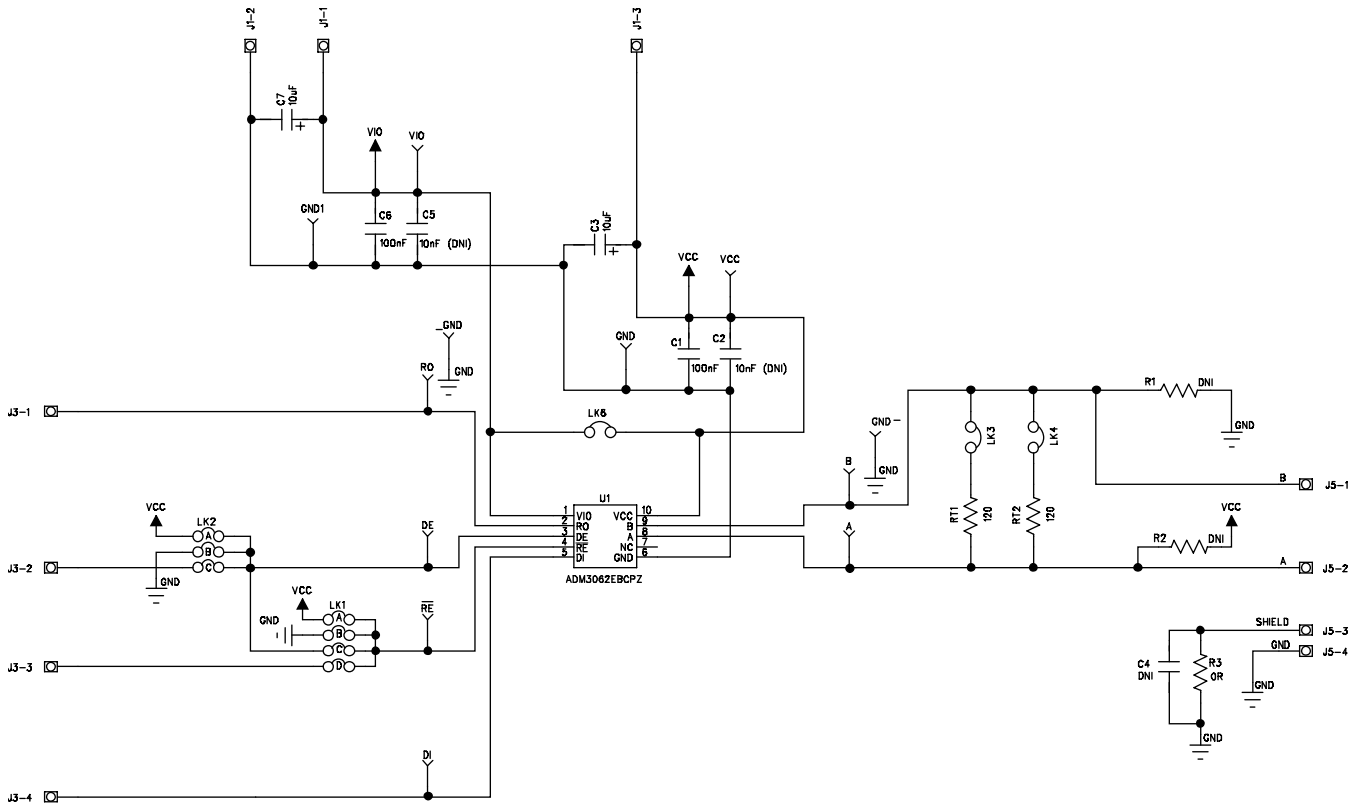 J1-2
J1-1
J1-3
C7
10uF
+
VIO
VIO
GND1
C6
100nF
C5
10nF (DNI)
C3
10uF
+
VCC
VCC
GND
C1
100nF
C2
10nF (DNI)
_GND
GND
RO
J3-1
LK6
GND-
GND
B
A
LK3
LK4
RT1
120
RT2
120
R1
DNI
GND
B
J5-1
VCC
R2
DNI
A
J5-2
U1
1
VIO
VCC
10
2
RO
B
9
3
DE
A
8
4
RE
NC
7
5
DI
GND
6
ADM3062EBCPZ
VCC
LK2
A
B
C
GND
J3-2
DE
VCC
LK1
A
GND
B
C
D
RE
J3-3
SHIELD
J5-3
GND
J5-4
C4
DNI
R3
0R
GND
GND
DI
J3-4